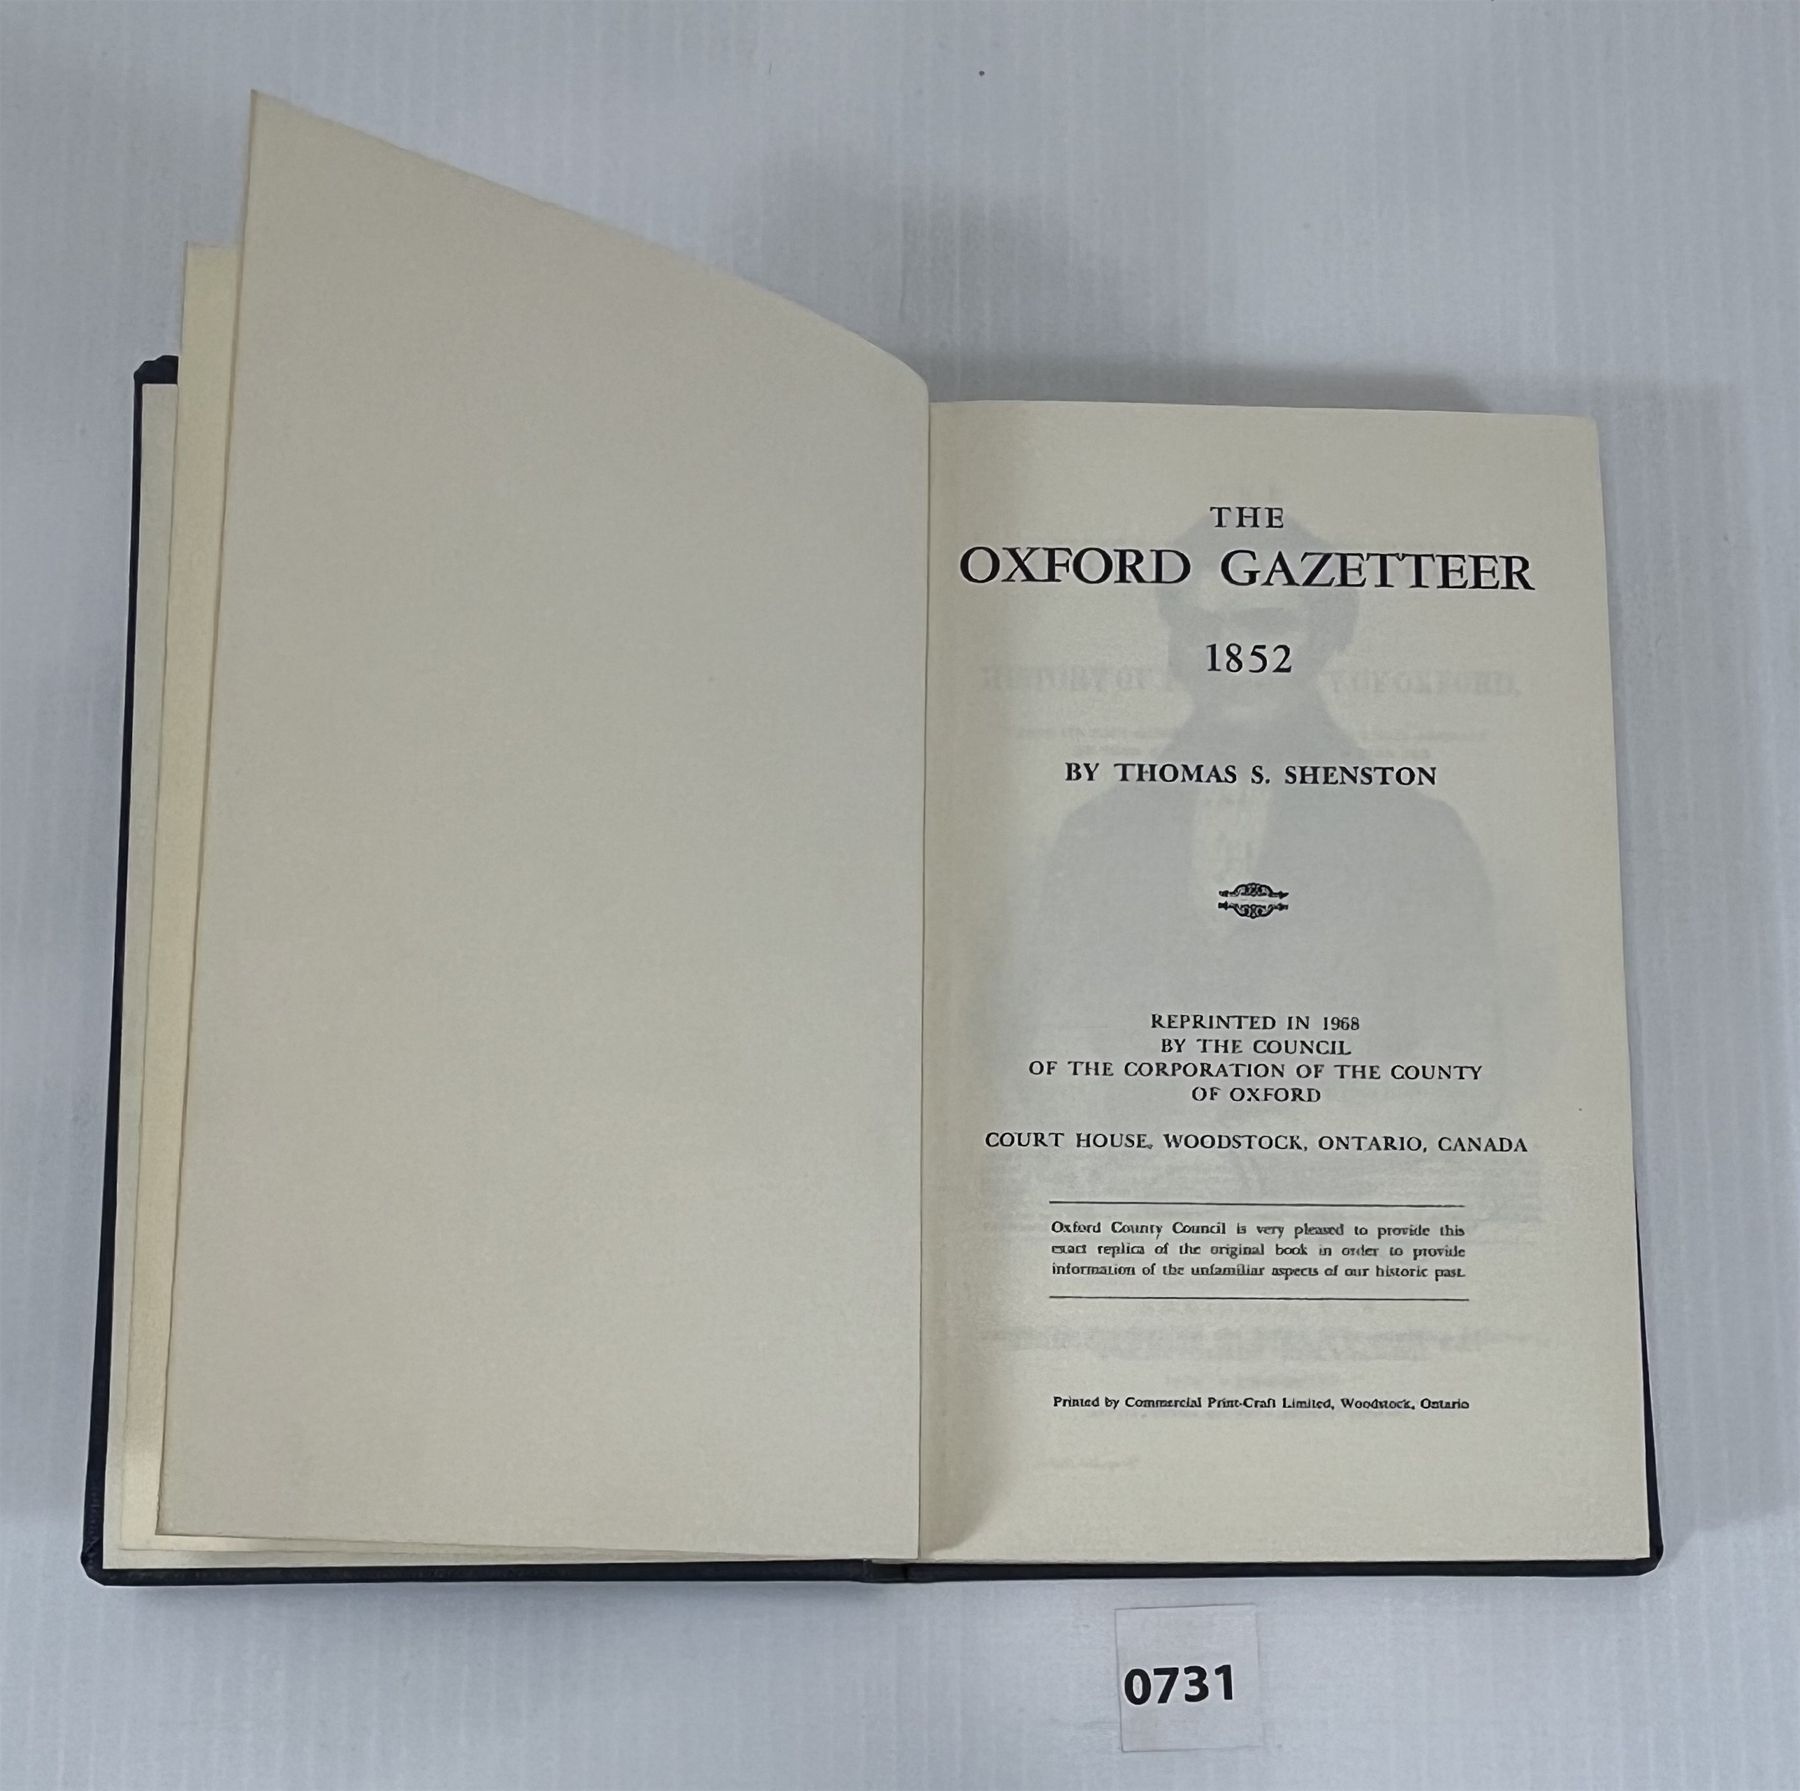 THE
OXFORD GAZETTEER
1852
BY THOMAS S. SHENSTON
REPRINTED IN 1968
BY THE COUNCIL
OF THE CORPORATION OF THE COUNTY
OF OXFORD
COURT HOUSE, WOODSTOCK, ONTARIO, CANADA
Oxford County Council is very pleased to provide this
exact replica of the original book in order to provide
information of the unfamiliar aspects of our historic past.
Printed by Commercial Print-Craft Limited, Woodstock, Ontario
0731